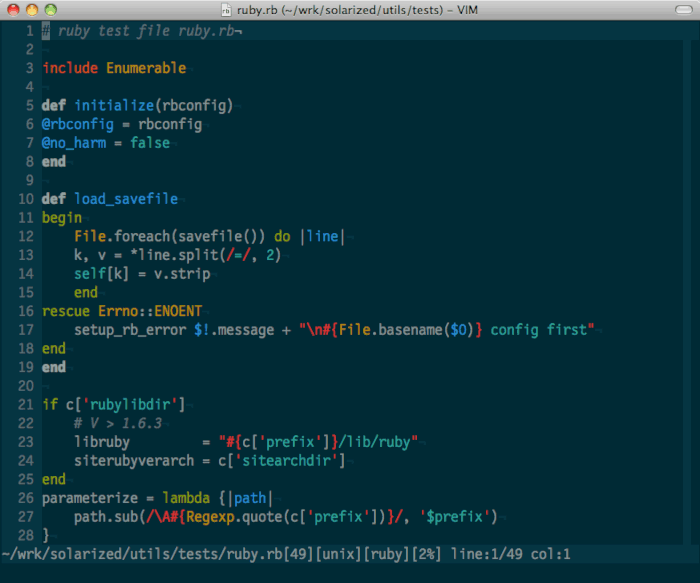 ruby.rb (~/wrk/solarized/utils/tests) – VIM
1 # ruby test file ruby.rb¬
2 ¬
3 include Enumerable¬
4 ¬
5 def initialize(rbconfig)¬
6 @rbconfig = rbconfig¬
7 @no_harm = false¬
8 end¬
9 ¬
10 def load_savefile¬
11 begin¬
12     File.foreach(savefile()) do |line|¬
13     k, v = *line.split(/=/, 2)¬
14     self[k] = v.strip¬
15     end¬
16 rescue Errno::ENOENT¬
17     setup_rb_error $!.message + "\n#{File.basename($0)} config first"¬
18 end¬
19 end¬
20 ¬
21 if c['rubylibdir']¬
22     # V > 1.6.3¬
23     libruby         = "#{c['prefix']}/lib/ruby"¬
24     siterubyverarch = c['sitearchdir']¬
25 end¬
26 parameterize = lambda {|path|¬
27     path.sub(/\A#{Regexp.quote(c['prefix'])}/, '$prefix')¬
28 }¬
~/wrk/solarized/utils/tests/ruby.rb[49][unix][ruby][2%] line:1/49 col:1